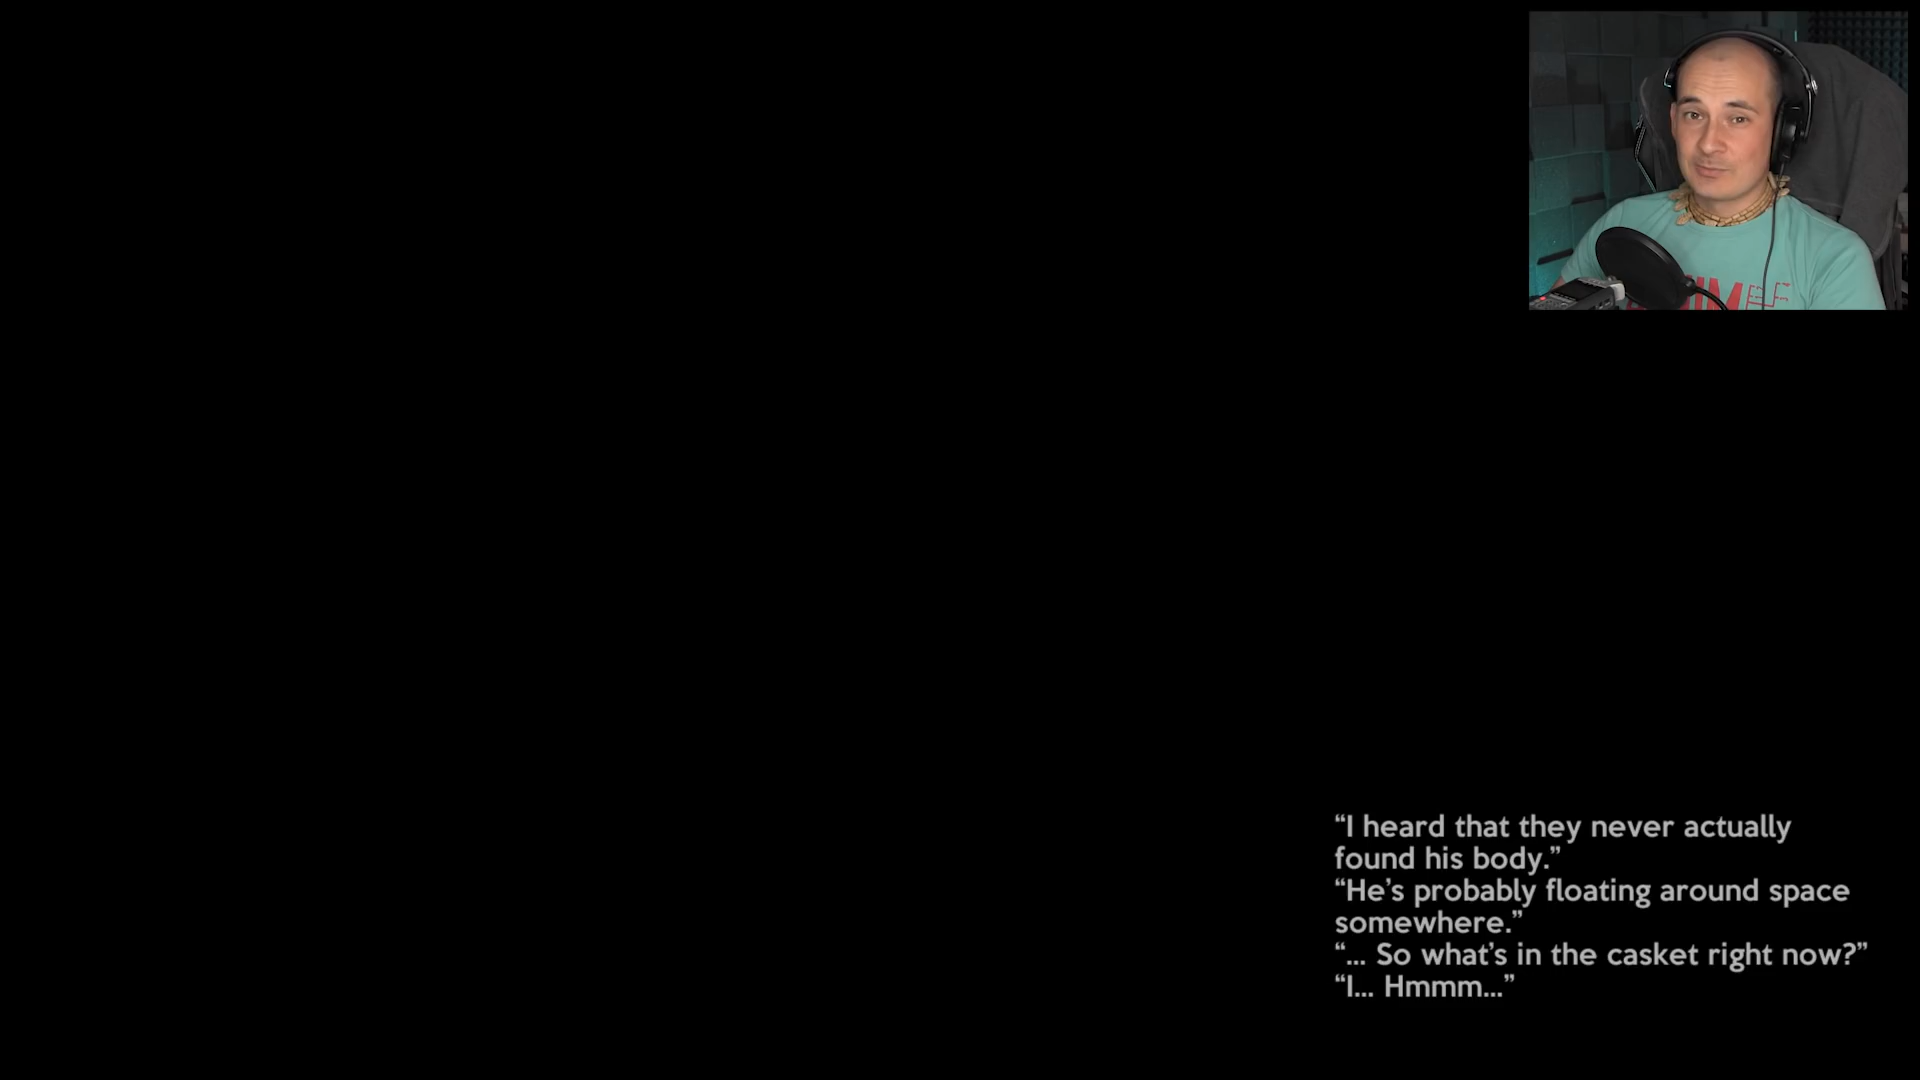 “I heard that they never actually
found his body.”
“He’s probably floating around space
somewhere.”
“... So what’s in the casket right now?”
“I... Hmmm...”